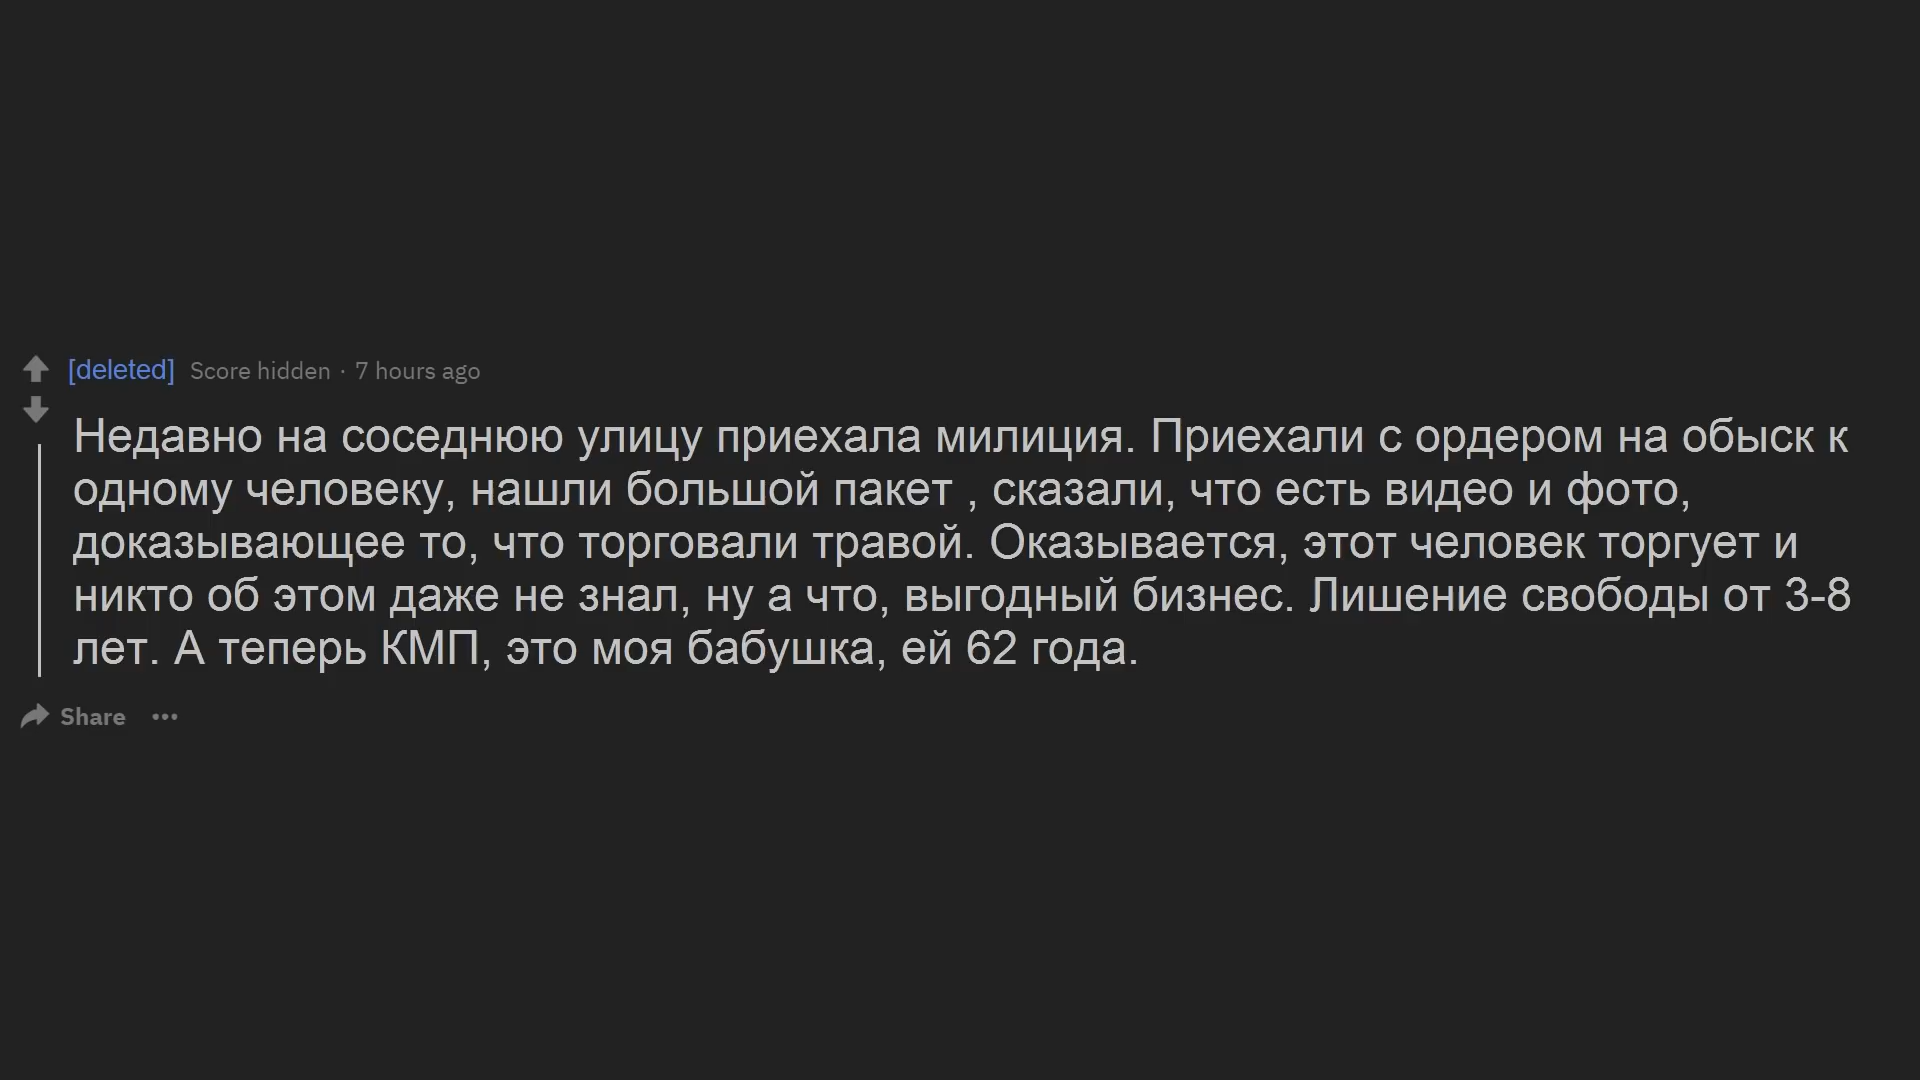 [deleted] Score hidden · 7 hours ago
Недавно на соседнюю улицу приехала милиция. Приехали с ордером на обыск к
одному человеку, нашли большой пакет , сказали, что есть видео и фото,
доказывающее то, что торговали травой. Оказывается, этот человек торгует и
никто об этом даже не знал, ну а что, выгодный бизнес. Лишение свободы от 3-8
лет. А теперь КМП, это моя бабушка, ей 62 года.
Share ···